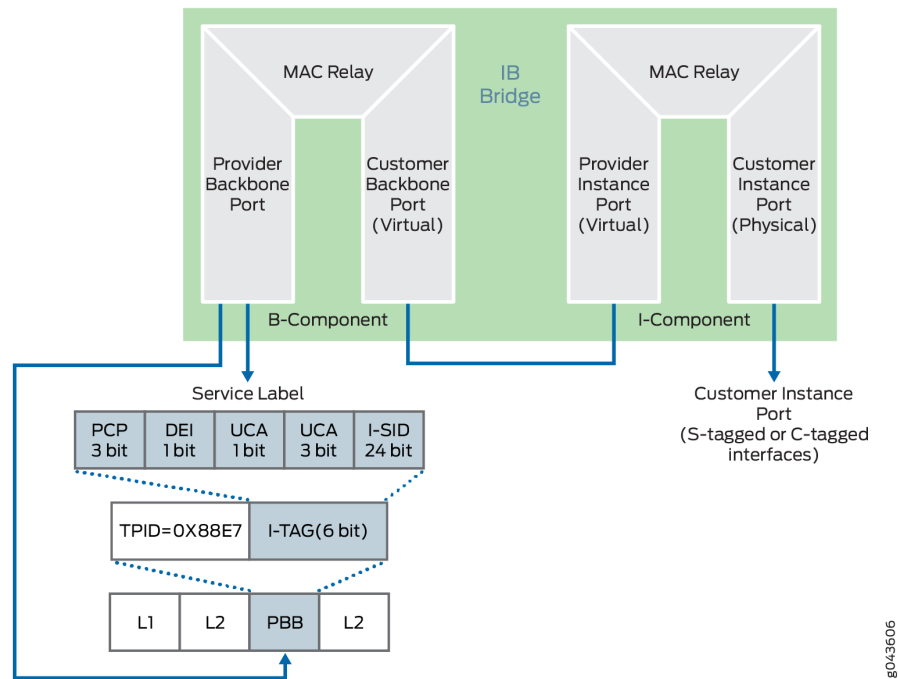 MAC Relay
IB
Bridge
MAC Relay
Provider
Backbone
Port
Customer
Backbone
Port
(Virtual)
Provider
Instance
Port
(Virtual)
Customer
Instance
Port
(Physical)
B-Component
I-Component
Service Label
PCP
3 bit
DEI
1 bit
UCA
1 bit
UCA
3 bit
I-SID
24 bit
Customer Instance
Port
(S-tagged or C-tagged
interfaces)
TPID=0X88E7
I-TAG(6 bit)
L1
L2
PBB
L2
g043606